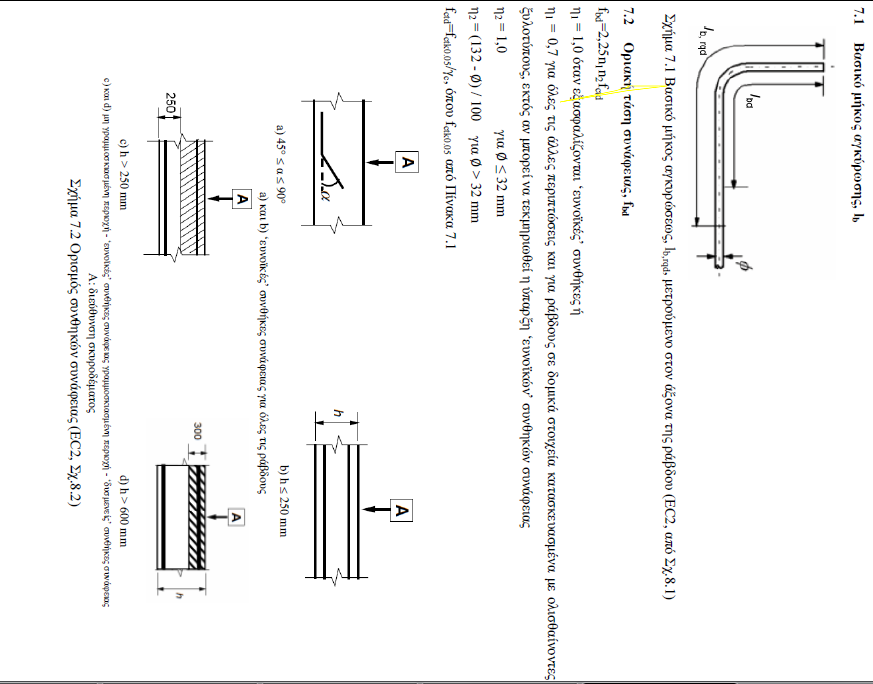 7.1 Βασικό μήκος αγκύρωσης, lb
lbd
lb,rqd
Ø
Σχήμα 7.1 Βασικό μήκος αγκυρώσεως, lb,rqd, μετρούμενο στον άξονα της ράβδου (EC2, από Σχ.8.1)
7.2 Οριακή τάση συνάφειας, fbd
fbd=2,25η1η2fctd
η1 = 1,0 όταν εξασφαλίζονται 'ευνοϊκές' συνθήκες ή
η1 = 0,7 για όλες τις άλλες περιπτώσεις και για ράβδους σε δομικά στοιχεία κατασκευασμένα με ολισθαίνοντες
ξυλοτύπους, εκτός αν μπορεί να τεκμηριωθεί η ύπαρξη 'ευνοϊκών' συνθηκών συνάφειας
η2 = 1,0 για Ø ≤ 32 mm
η2 = (132 - Ø) / 100 για Ø > 32 mm
fctd=fctk0.05/γc, όπου fctk0.05 από Πίνακα 7.1
A
α
A
h
a) 45° ≤ α ≤ 90°
b) h ≤ 250 mm
a) και b) 'ευνοϊκές' συνθήκες συνάφειας για όλες τις ράβδους
A
250
A
300
h
c) h > 250 mm
d) h > 600 mm
c) και d) μη γραμμοσκιασμένη περιοχή - 'ευνοϊκές' συνθήκες συνάφειας γραμμοσκιασμένη περιοχή - 'δυσμενείς' συνθήκες συνάφειας
Α: διεύθυνση σκυροδέματος
Σχήμα 7.2 Ορισμός συνθηκών συνάφειας (EC2, Σχ.8.2)